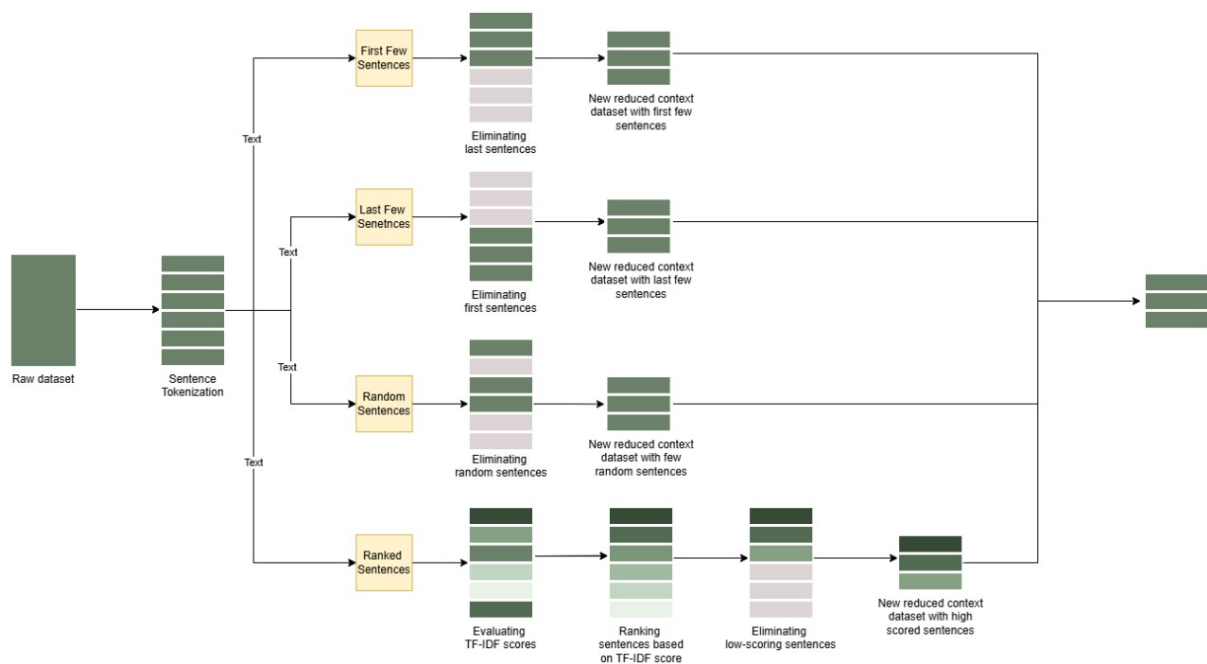 First Few
Sentences
Eliminating
last sentences
New reduced context
dataset with first few
sentences
Text
Last Few
Senetnces
Eliminating
first sentences
New reduced context
dataset with last few
sentences
Text
Raw dataset
Sentence
Tokenization
Text
Random
Sentences
Eliminating
random sentences
New reduced context
dataset with few
random sentences
Text
Ranked
Sentences
Evaluating
TF-IDF scores
Ranking
sentences based
on TF-IDF score
Eliminating
low-scoring sentences
New reduced context
dataset with high
scored sentences